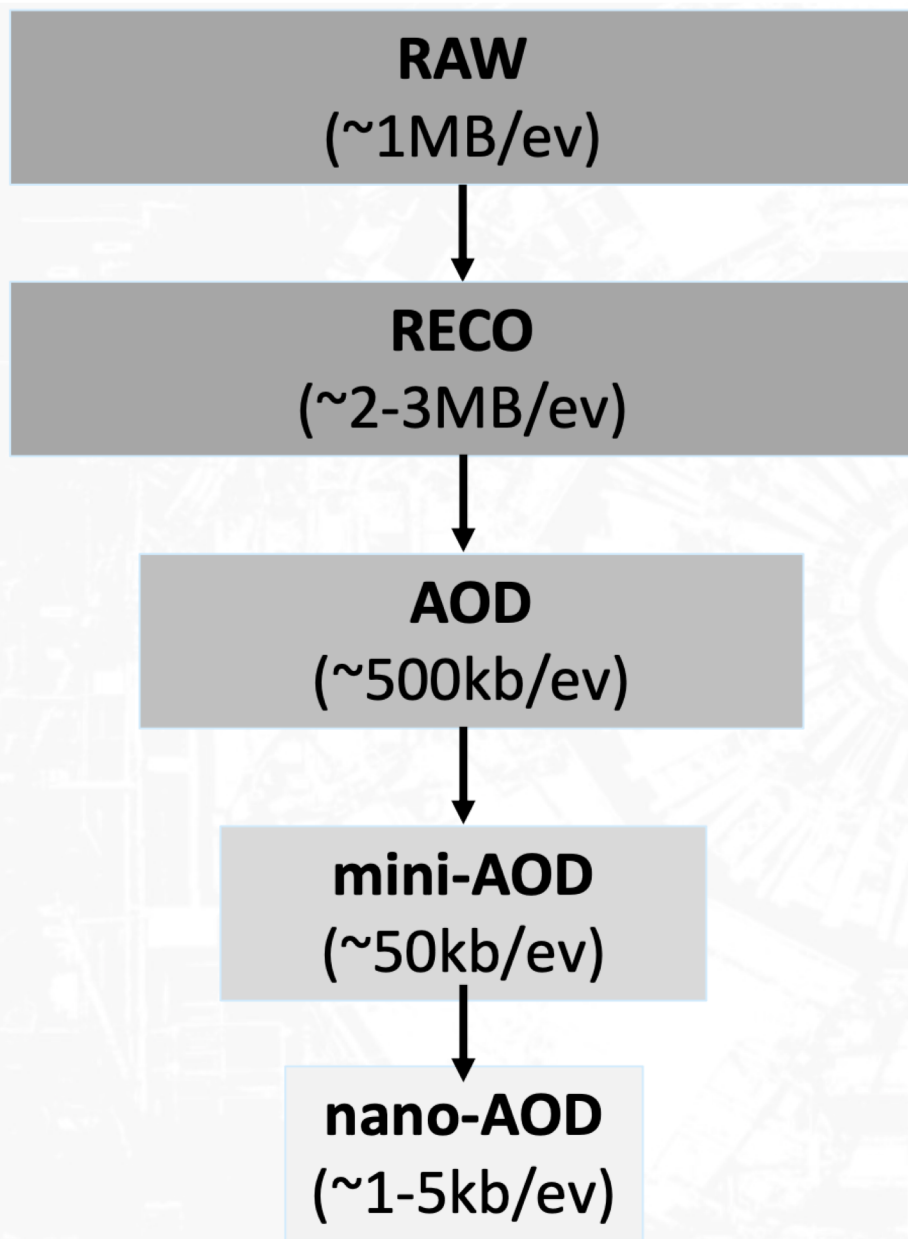 RAW
(~1MB/ev)
RECO
(~2-3MB/ev)
AOD
(~500kb/ev)
mini-AOD
(~50kb/ev)
nano-AOD
(~1-5kb/ev)